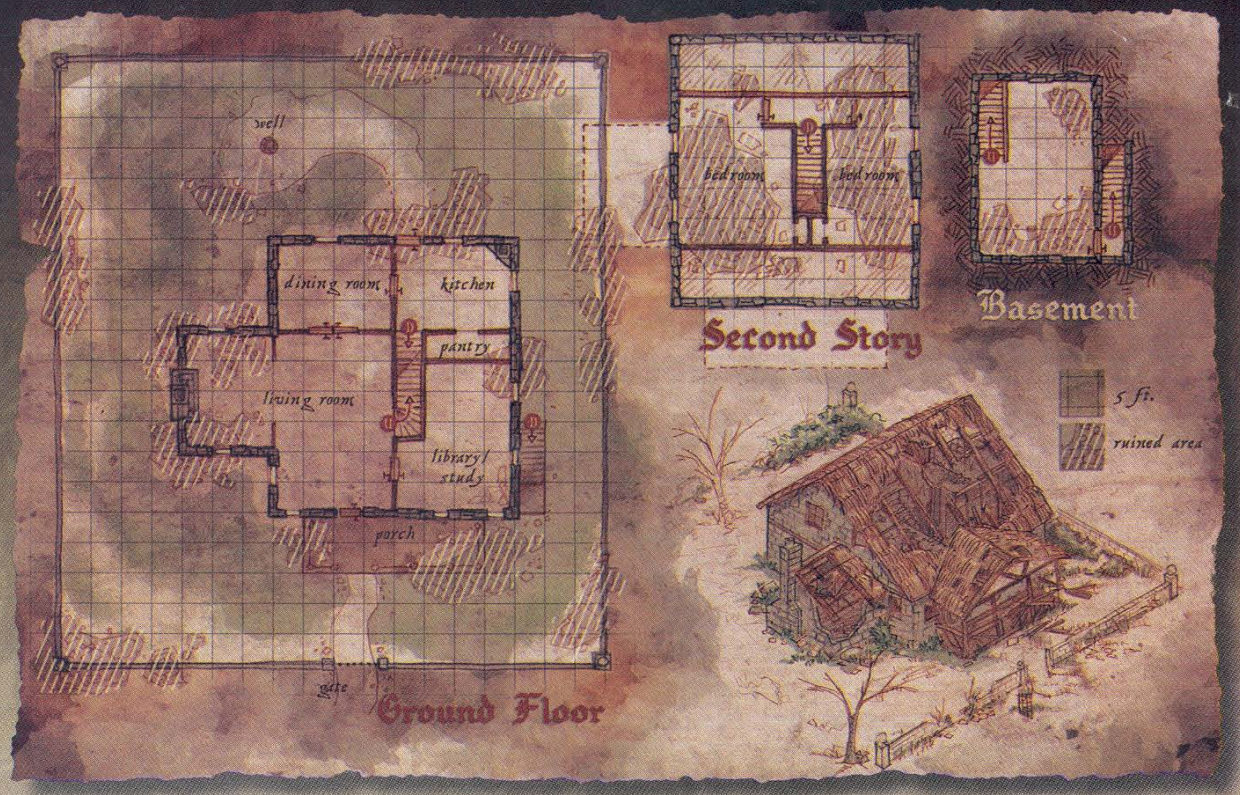 well
dining room
kitchen
pantry
living room
library/
study
porch
gate
Ground Floor
bedroom
bedroom
Second Story
Basement
5 ft.
ruined area